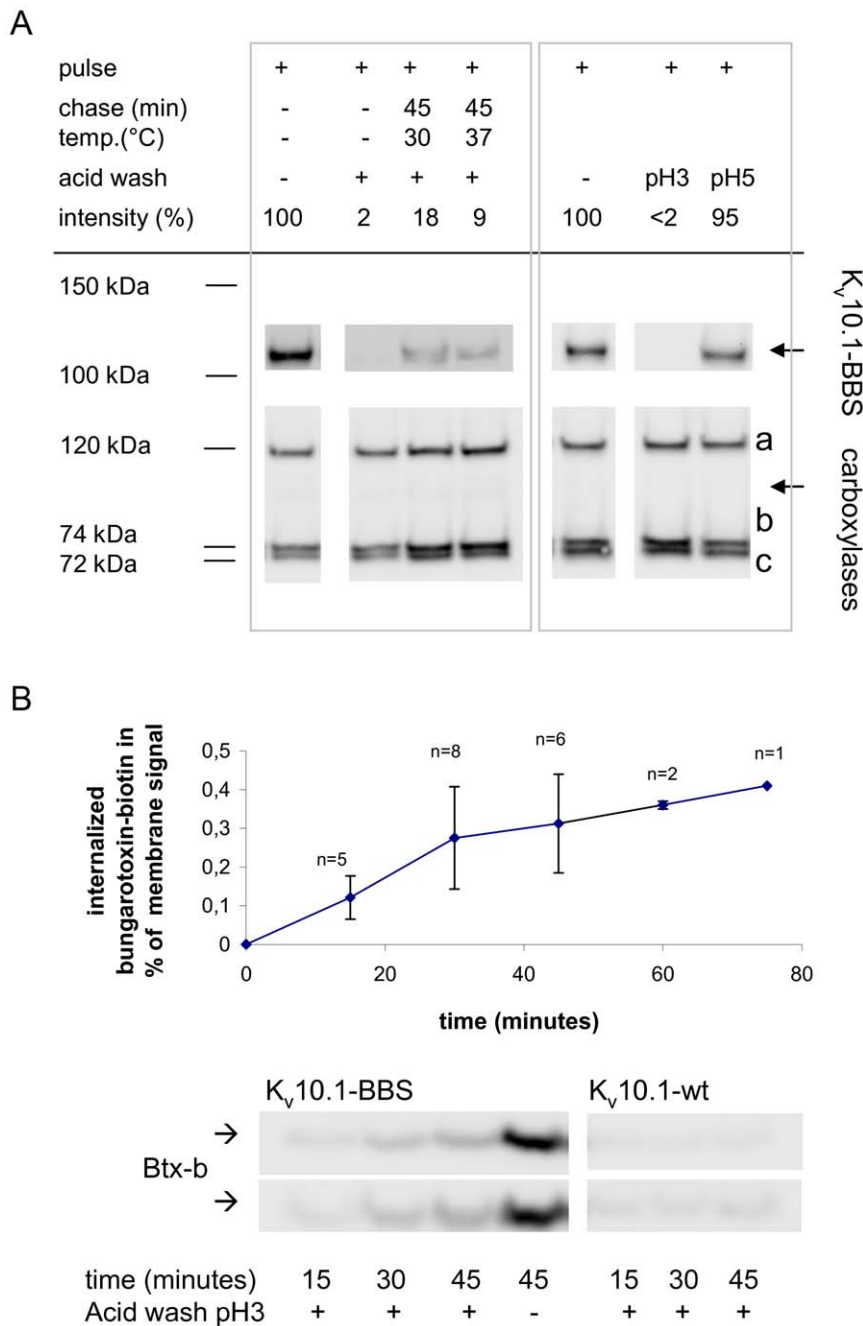 A
pulse + + + + + + +
chase (min) - - 45 45
temp.(°C) - - 30 37
acid wash - + + + - pH3 pH5
intensity (%) 100 2 18 9 100 <2 95
150 kDa
100 kDa
120 kDa
74 kDa
72 kDa
a
b
c
Kv10.1-BBS carboxylases
B
internalized
bungarotoxin-biotin in
% of membrane signal
0,5
0,4
0,3
0,2
0,1
0
n=5
n=8
n=6
n=2
n=1
0 20 40 60 80
time (minutes)
Kv10.1-BBS Kv10.1-wt
→
Btx-b
→
time (minutes) 15 30 45 45 15 30 45
Acid wash pH3 + + + - + + +